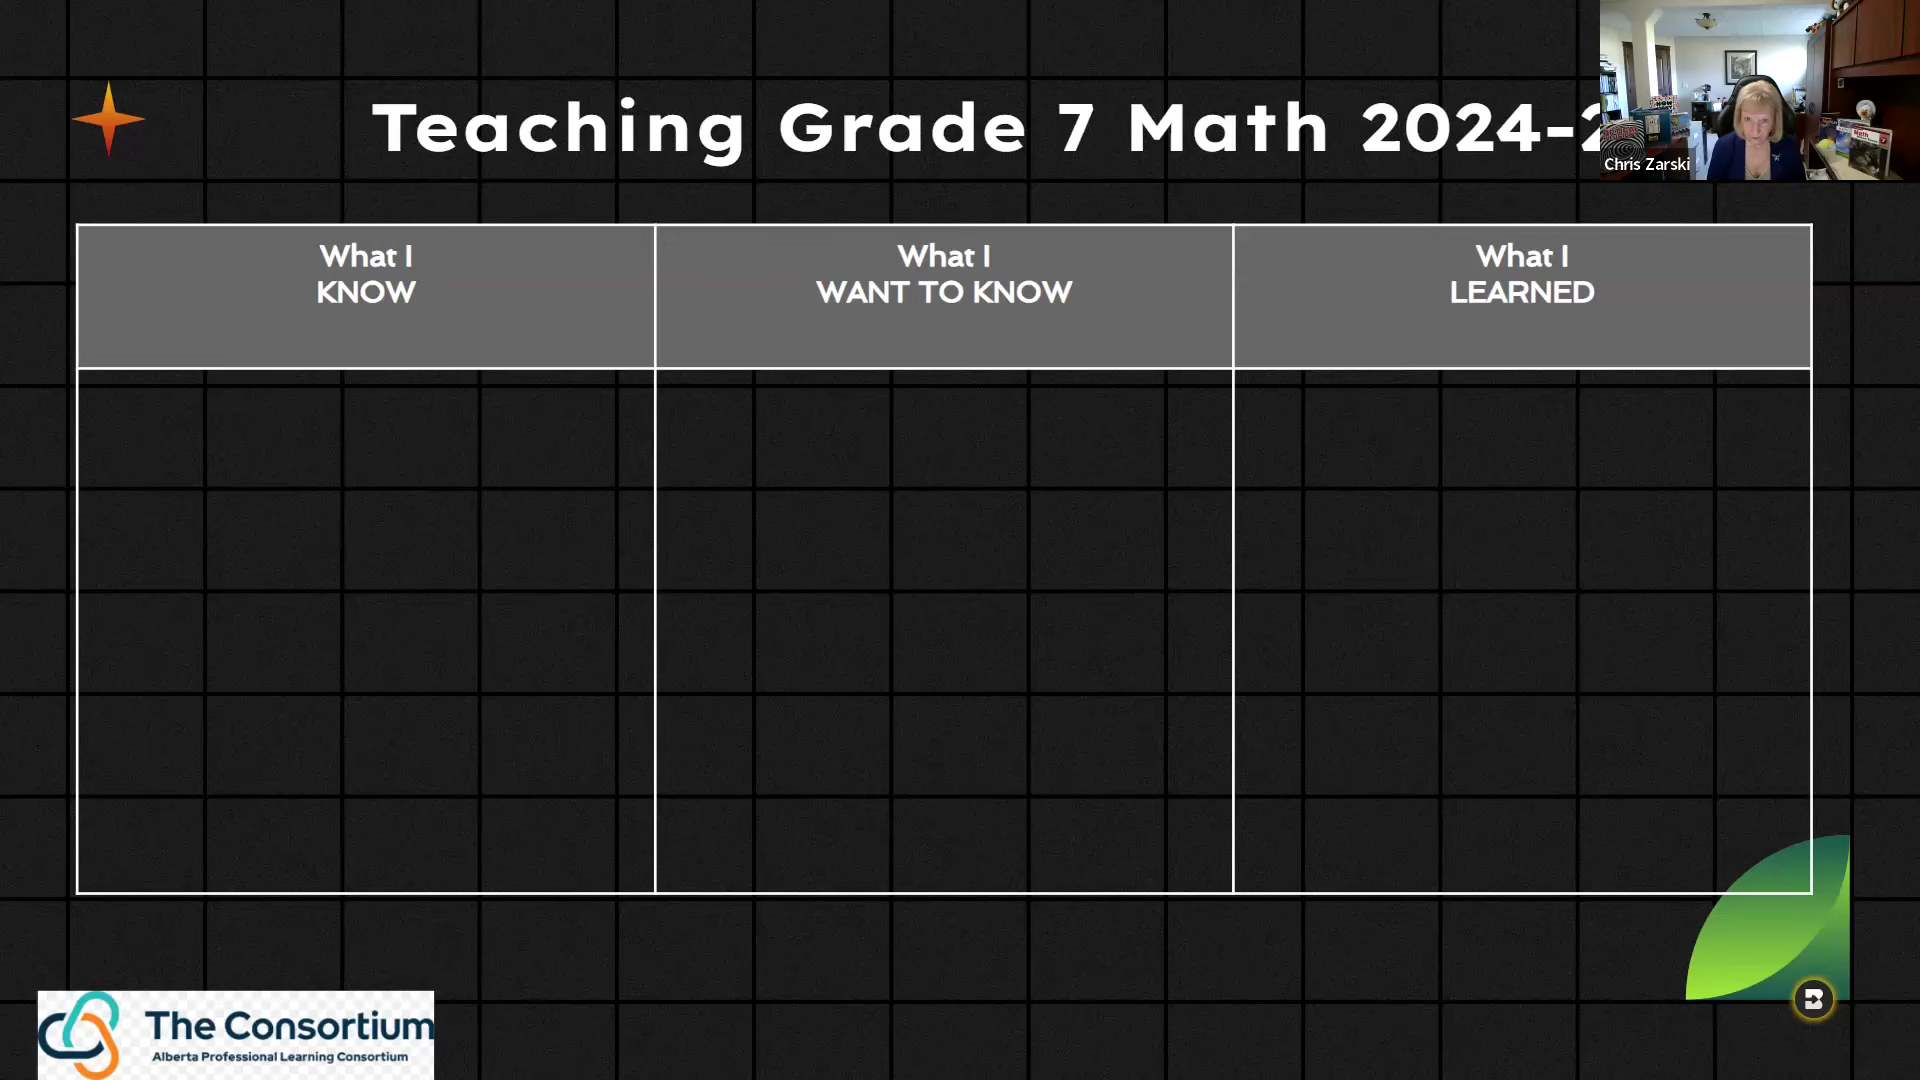 Teaching Grade 7 Math 2024-2
Chris Zarski
What I
KNOW
What I
WANT TO KNOW
What I
LEARNED
The Consortium
Alberta Professional Learning Consortium